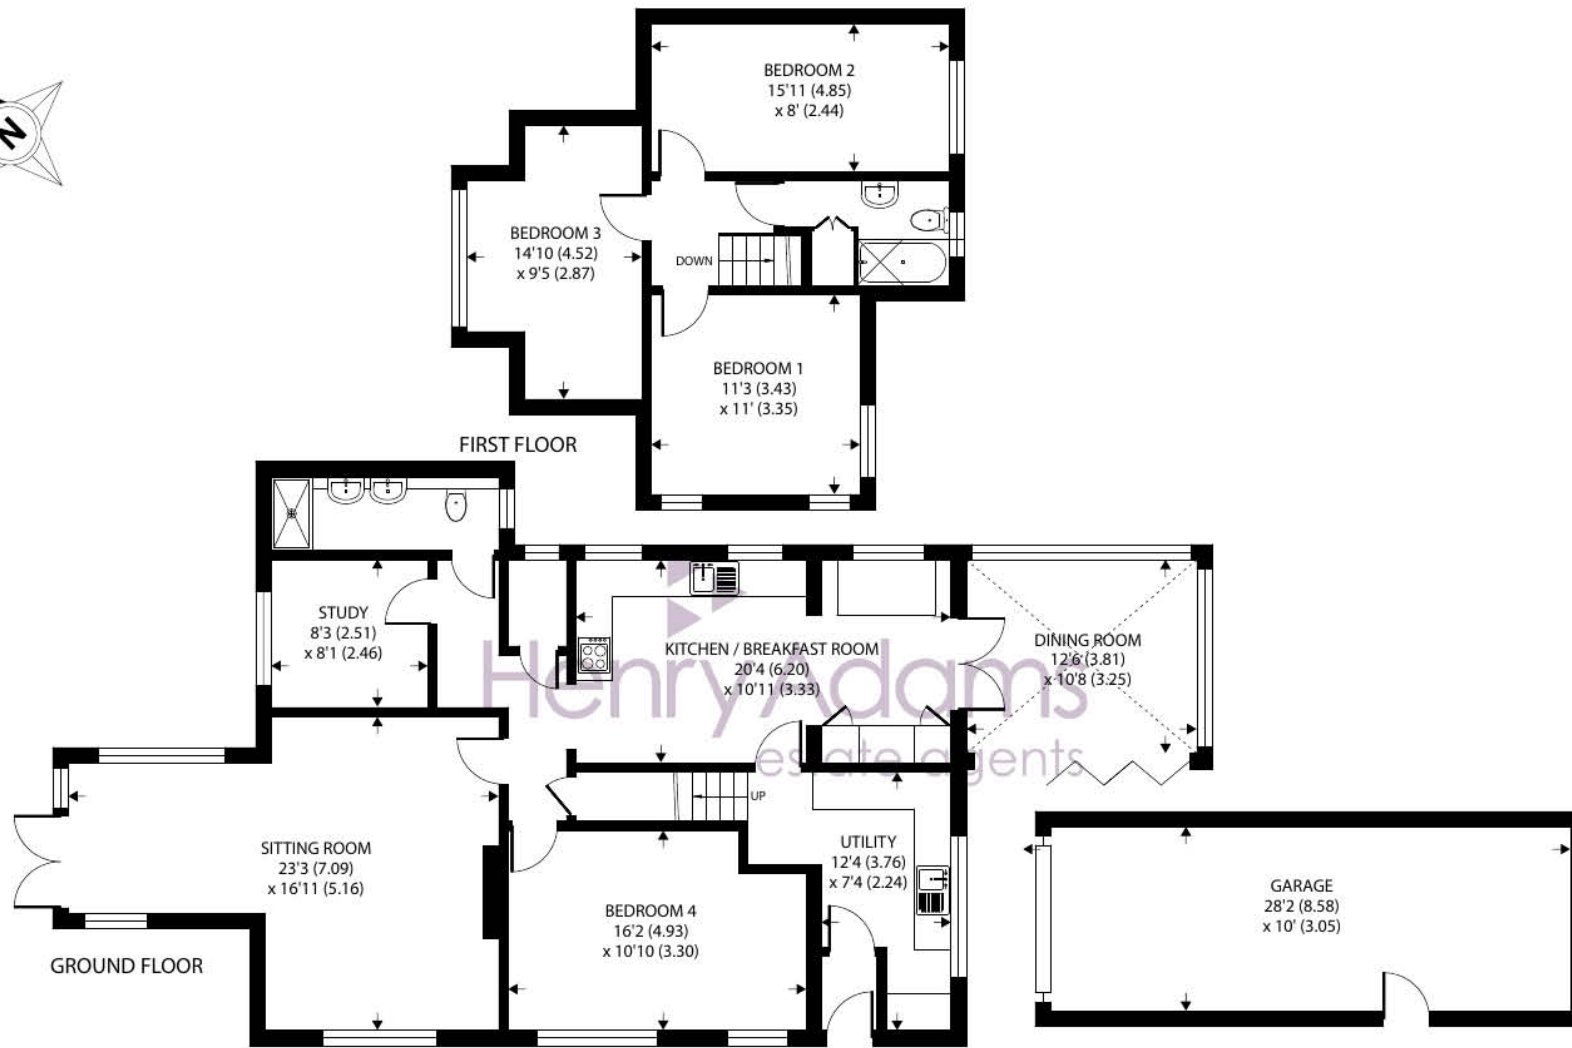 N
BEDROOM 2
15'11 (4.85)
x 8' (2.44)
BEDROOM 3
14'10 (4.52)
x 9'5 (2.87)
DOWN
BEDROOM 1
11'3 (3.43)
x 11' (3.35)
FIRST FLOOR
STUDY
8'3 (2.51)
x 8'1 (2.46)
KITCHEN / BREAKFAST ROOM
20'4 (6.20)
x 10'11 (3.33)
DINING ROOM
12'6 (3.81)
x 10'8 (3.25)
HenryAdams
estate agents
UP
SITTING ROOM
23'3 (7.09)
x 16'11 (5.16)
UTILITY
12'4 (3.76)
x 7'4 (2.24)
BEDROOM 4
16'2 (4.93)
x 10'10 (3.30)
GARAGE
28'2 (8.58)
x 10' (3.05)
GROUND FLOOR